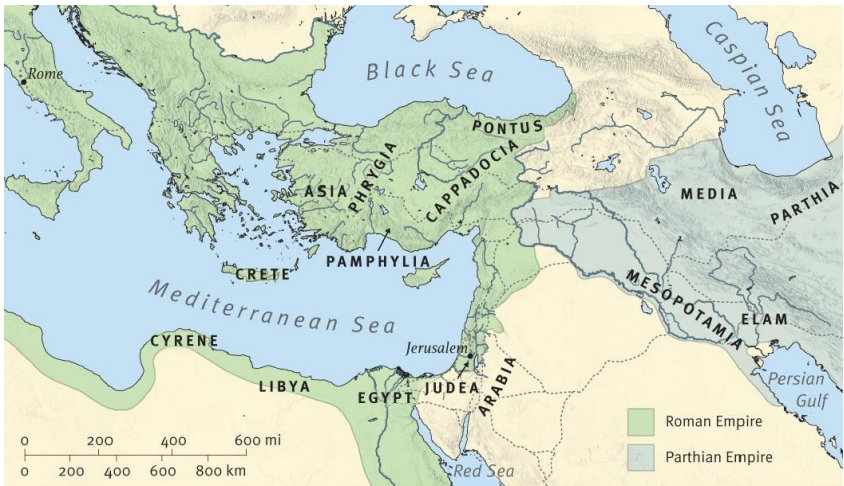 Rome
Black Sea
Caspian Sea
PONTUS
PHRYGIA
CAPPADOCIA
ASIA
MEDIA
PARTHIA
PAMPHYLIA
CRETE
MESOPOTAMIA
Mediterranean Sea
ELAM
CYRENE
Jerusalem
LIBYA
EGYPT
JUDEA
ARABIA
Persian
Gulf
Roman Empire
Parthian Empire
Red Sea
0 200 400 600 mi
0 200 400 600 800 km